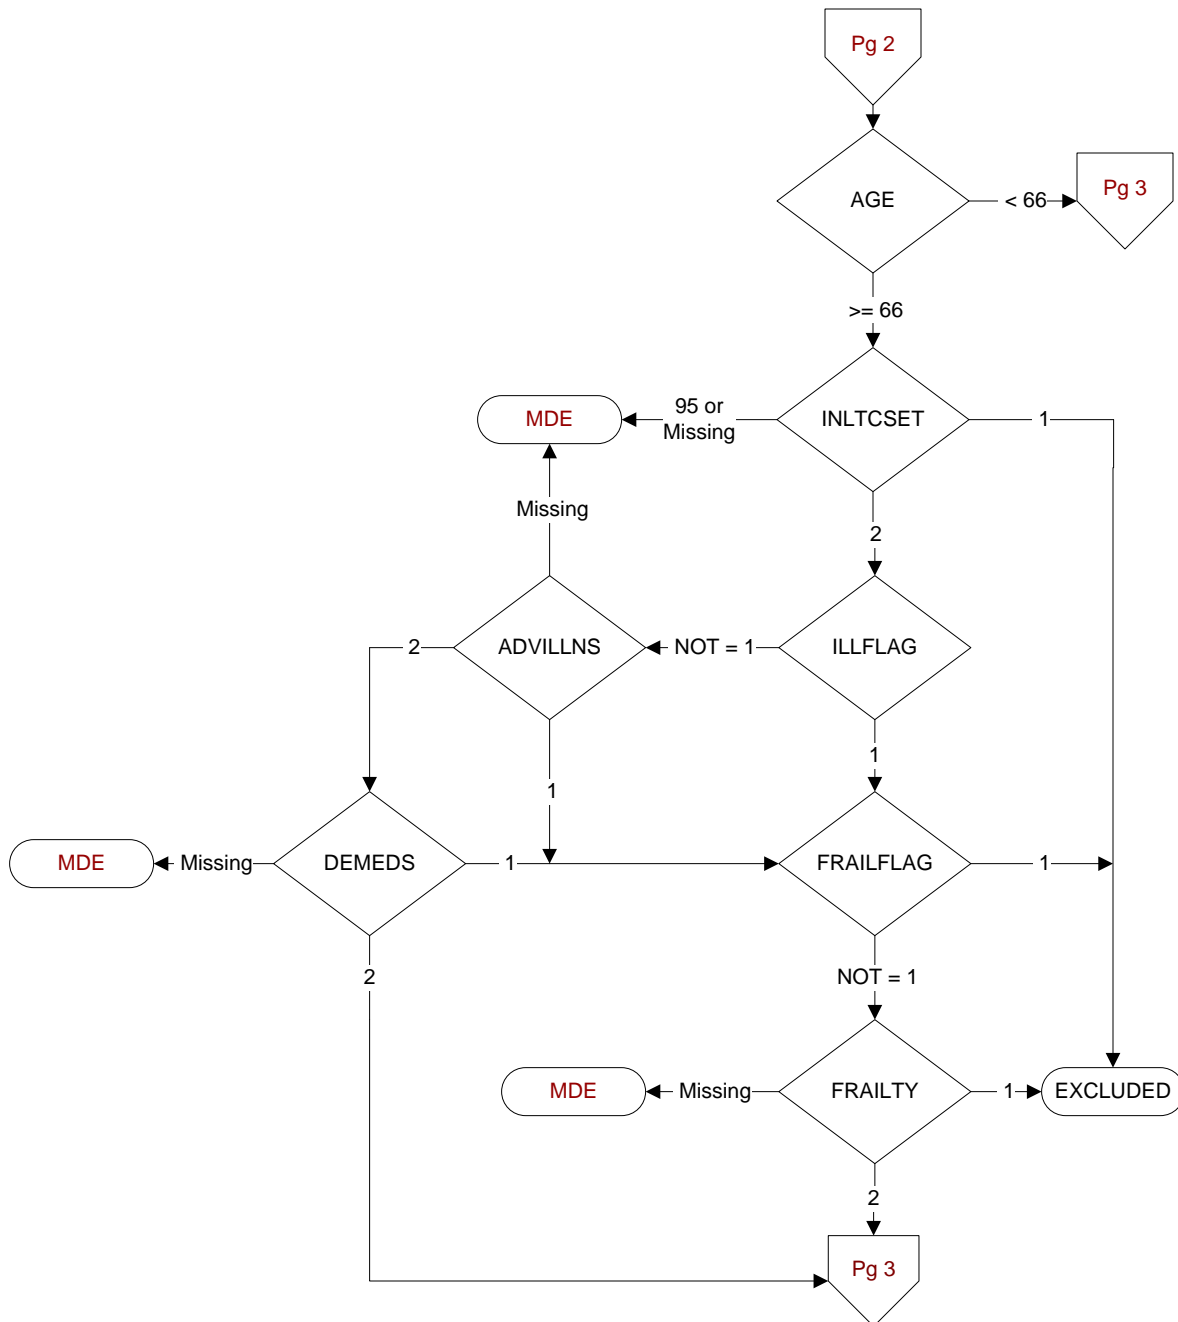 Pg 2
AGE
< 66
Pg 3
>= 66
MDE
95 or
Missing
INLTCSET
1
Missing
2
2
ADVILLNS
NOT = 1
ILLFLAG
1
1
MDE
Missing
DEMEDS
1
FRAILFLAG
1
2
NOT = 1
MDE
Missing
FRAILTY
1
EXCLUDED
2
Pg 3